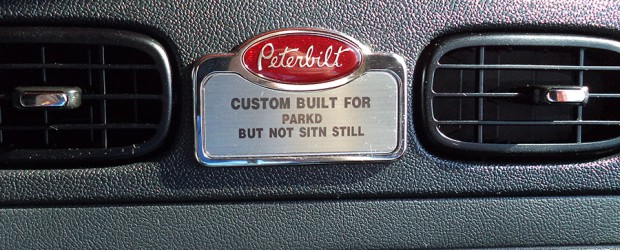 Peterbilt
CUSTOM BUILT FOR
PARKD
BUT NOT SITN STILL